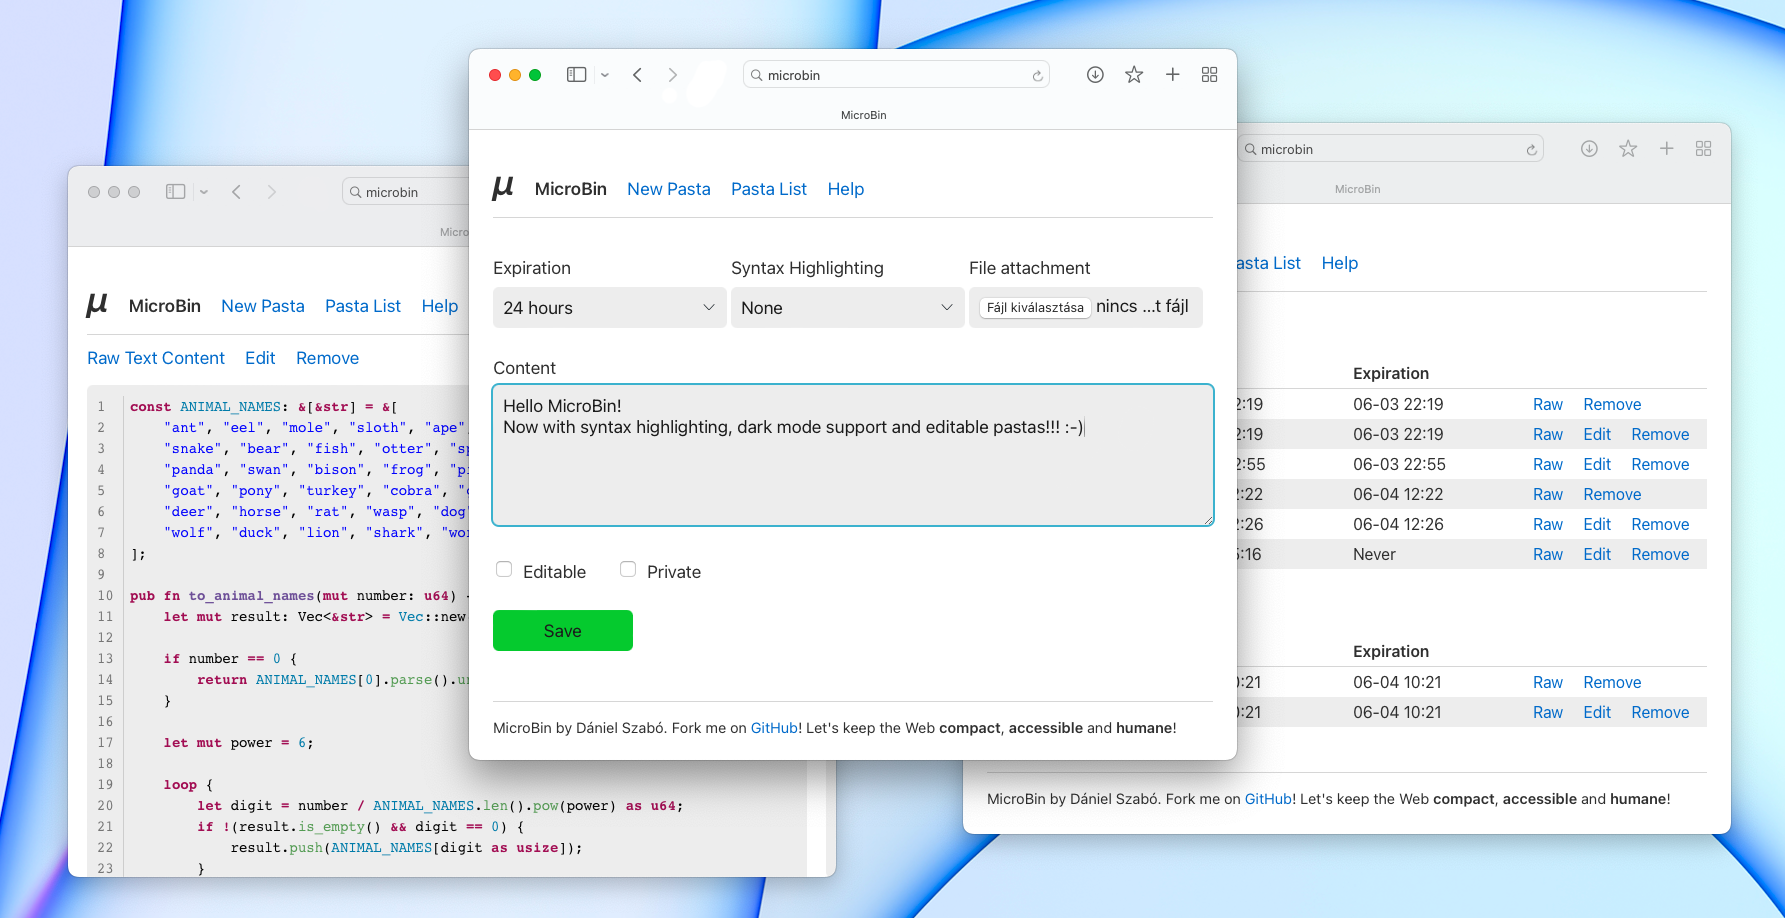 microbin
MicroBin
μ MicroBin New Pasta Pasta List Help
Expiration Syntax Highlighting File attachment
24 hours None Fájl kiválasztása nincs ...t fájl
Content
Hello MicroBin!
Now with syntax highlighting, dark mode support and editable pastas!!! :-)
Editable Private
Save
MicroBin by Dániel Szabó. Fork me on GitHub! Let's keep the Web compact, accessible and humane!
microbin
μ MicroBin New Pasta Pasta List Help
Raw Text Content Edit Remove
1 const ANIMAL_NAMES: &[&str] = &[
2 "ant", "eel", "mole", "sloth", "ape",
3 "snake", "bear", "fish", "otter",
4 "panda", "swan", "bison", "frog",
5 "goat", "pony", "turkey", "cobra",
6 "deer", "horse", "rat", "wasp", "dog"
7 "wolf", "duck", "lion", "shark",
8 ];
9
10 pub fn to_animal_names(mut number: u64)
11 let mut result: Vec<&str> = Vec::new
12
13 if number == 0 {
14 return ANIMAL_NAMES[0].parse().
15 }
16
17 let mut power = 6;
18
19 loop {
20 let digit = number / ANIMAL_NAMES.len().pow(power) as u64;
21 if !(result.is_empty() && digit == 0) {
22 result.push(ANIMAL_NAMES[digit as usize]);
23 }
microbin
MicroBin
List Help
Expiration
2:19 06-03 22:19 Raw Remove
2:19 06-03 22:19 Raw Edit Remove
2:55 06-03 22:55 Raw Edit Remove
2:22 06-04 12:22 Raw Remove
2:26 06-04 12:26 Raw Edit Remove
5:16 Never Raw Edit Remove
Expiration
0:21 06-04 10:21 Raw Remove
0:21 06-04 10:21 Raw Edit Remove
MicroBin by Dániel Szabó. Fork me on GitHub! Let's keep the Web compact, accessible and humane!